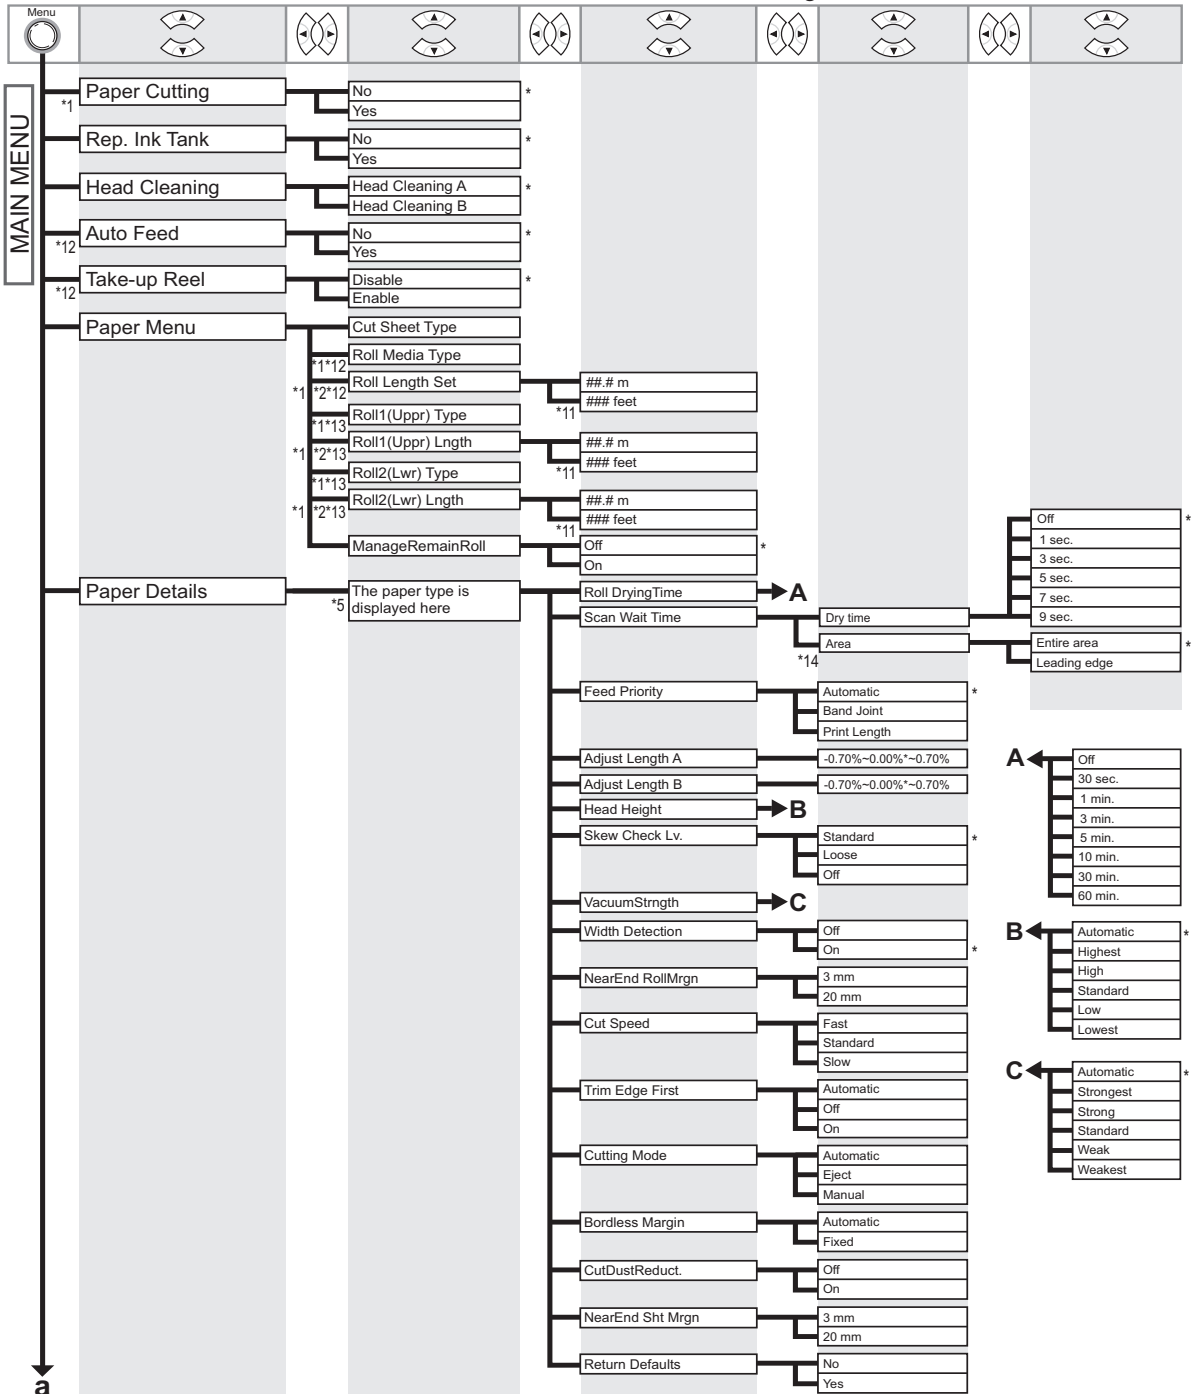 Menu
MAIN MENU
*1
Paper Cutting
No
*
Yes
Rep. Ink Tank
No
*
Yes
Head Cleaning
Head Cleaning A
*
Head Cleaning B
*12
Auto Feed
No
*
Yes
*12
Take-up Reel
Disable
*
Enable
Paper Menu
Cut Sheet Type
*1*12
Roll Media Type
*1 *2*12
Roll Length Set
##.# m
*11
### feet
*1*13
Roll1(Uppr) Type
*1 *2*13
Roll1(Uppr) Lngth
##.# m
*11
### feet
*1*13
Roll2(Lwr) Type
*1 *2*13
Roll2(Lwr) Lngth
##.# m
*11
### feet
ManageRemainRoll
Off
*
On
Paper Details
*5
The paper type is
displayed here
Roll DryingTime
A
Scan Wait Time
Dry time
Off
*
1 sec.
3 sec.
5 sec.
7 sec.
9 sec.
*14
Area
Entire area
*
Leading edge
Feed Priority
Automatic
*
Band Joint
Print Length
Adjust Length A
-0.70%~0.00%*~0.70%
Adjust Length B
-0.70%~0.00%*~0.70%
Head Height
B
Skew Check Lv.
Standard
*
Loose
Off
VacuumStrngth
C
Width Detection
Off
On
*
NearEnd RollMrgn
3 mm
20 mm
Cut Speed
Fast
Standard
Slow
Trim Edge First
Automatic
Off
On
Cutting Mode
Automatic
Eject
Manual
Bordless Margin
Automatic
Fixed
CutDustReduct.
Off
On
NearEnd Sht Mrgn
3 mm
20 mm
Return Defaults
No
Yes
A
Off
30 sec.
1 min.
3 min.
5 min.
10 min.
30 min.
60 min.
B
Automatic
*
Highest
High
Standard
Low
Lowest
C
Automatic
*
Strongest
Strong
Standard
Weak
Weakest
a